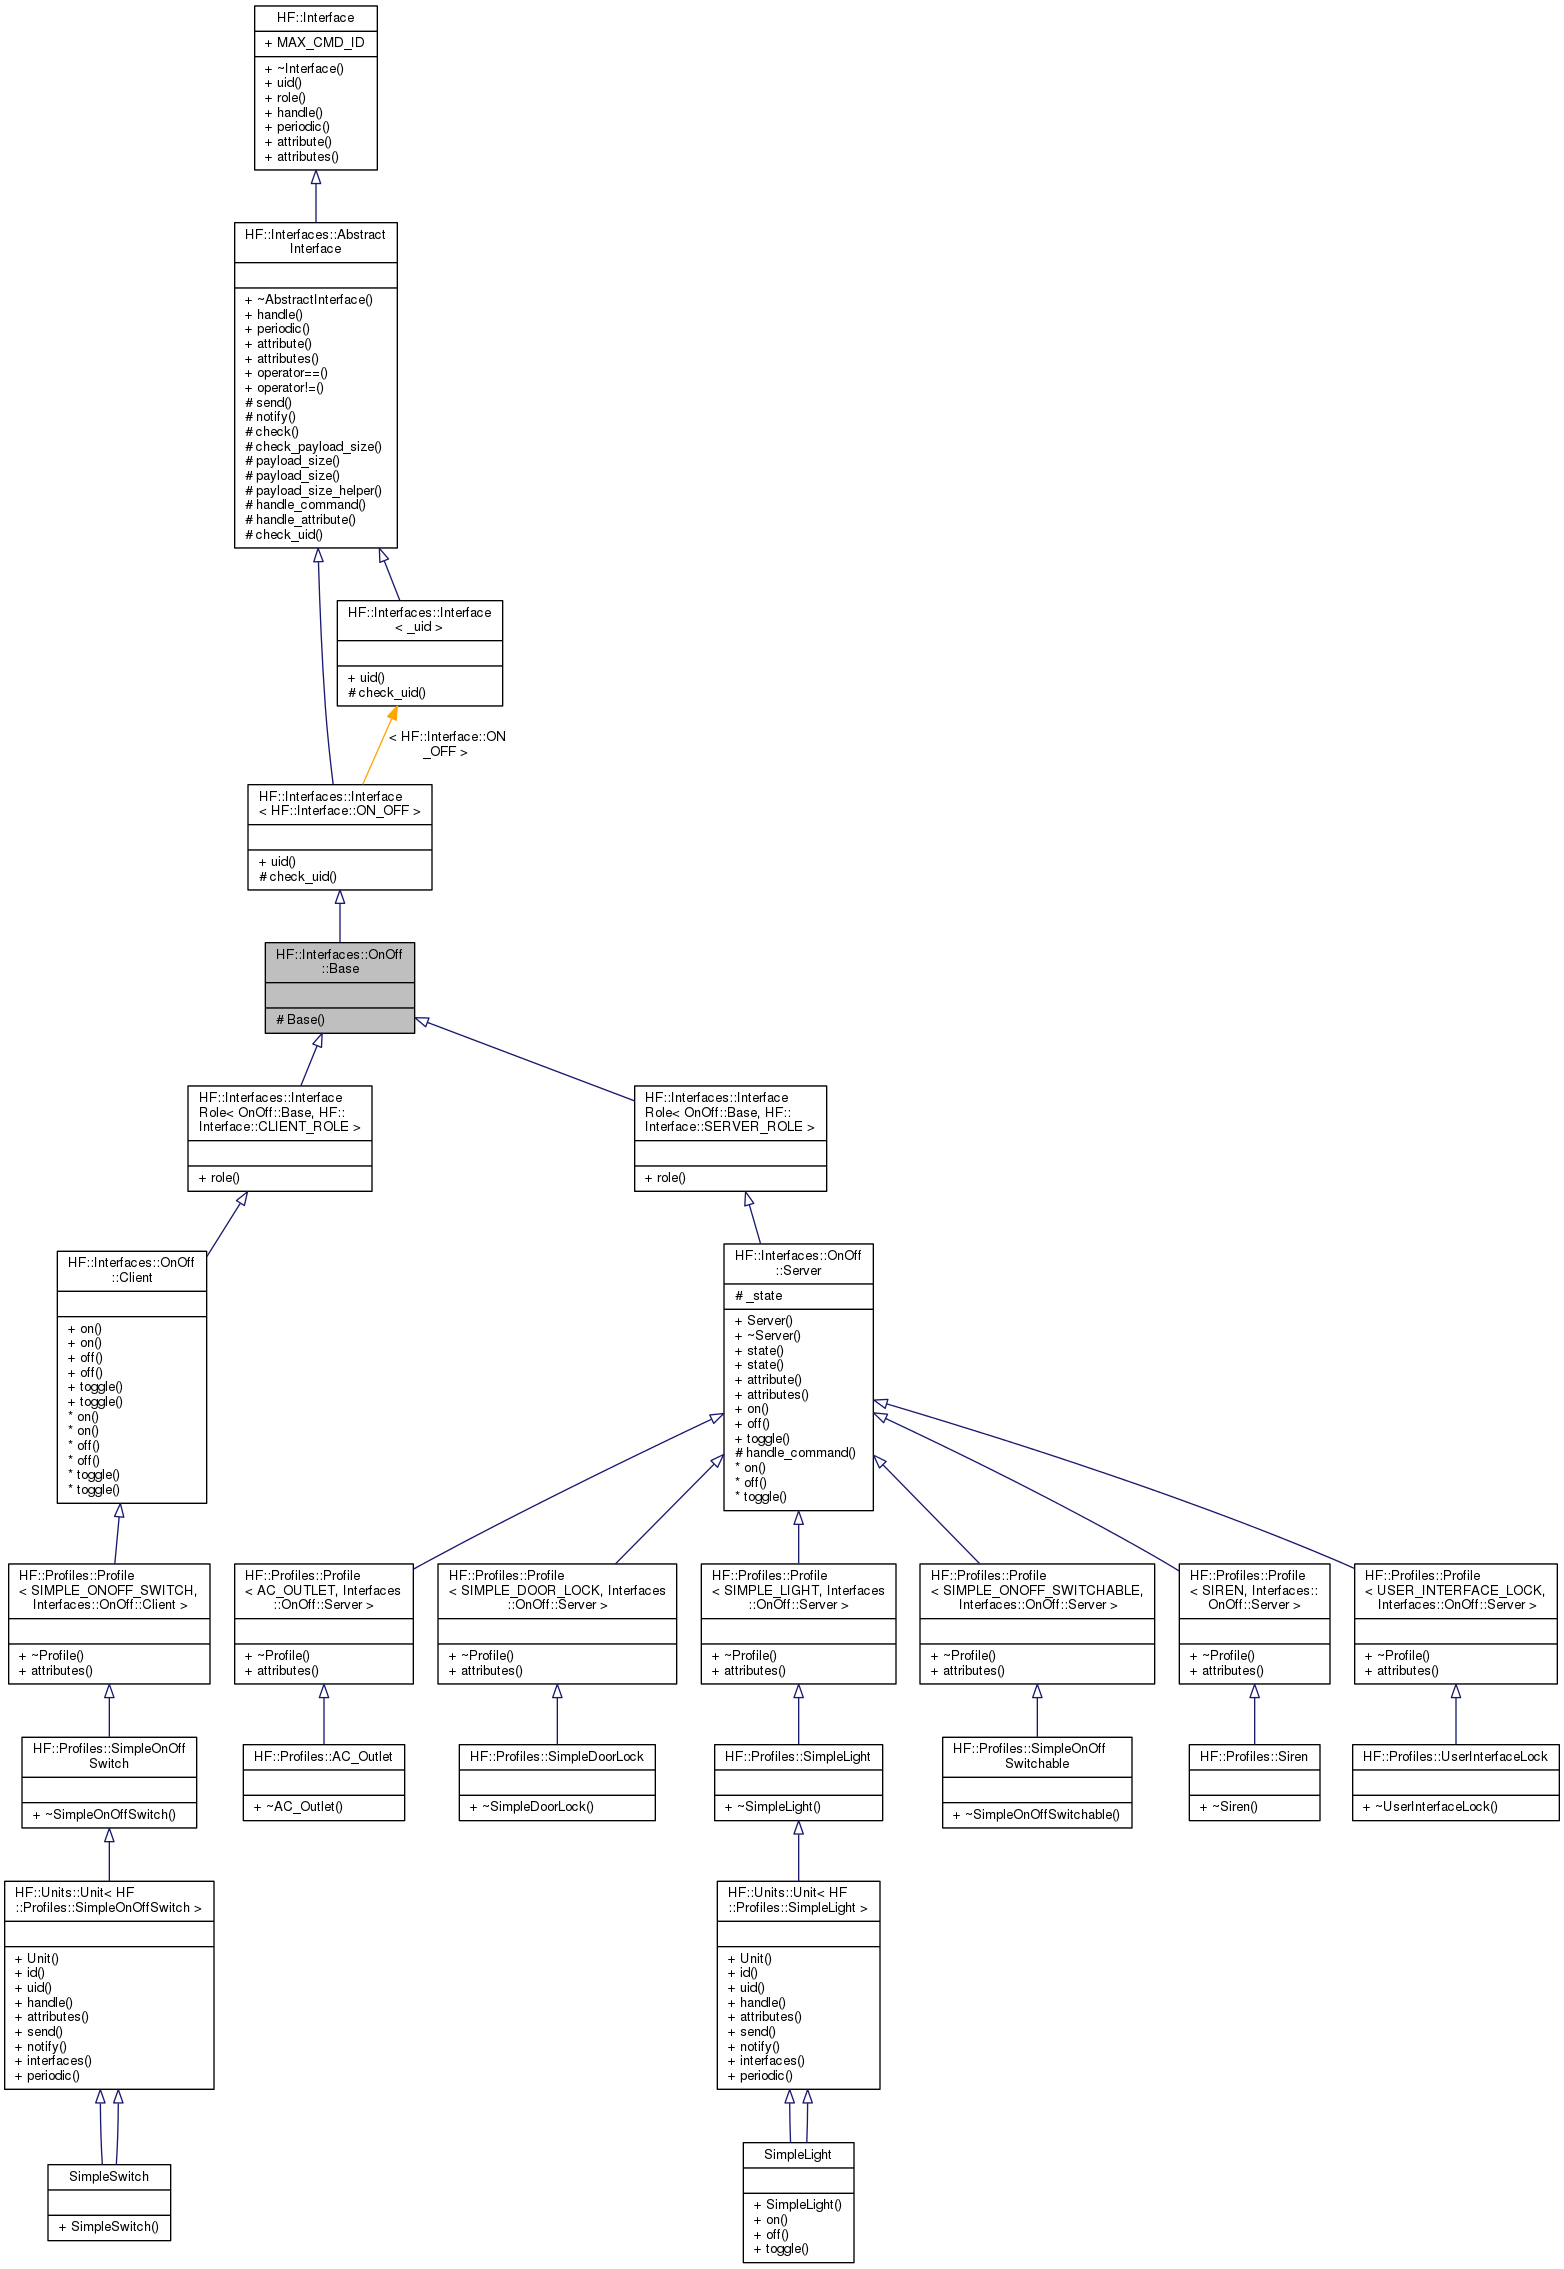 HF::Interface
+ MAX_CMD_ID
+ ~Interface()
+ uid()
+ role()
+ handle()
+ periodic()
+ attribute()
+ attributes()
HF::Interfaces::Abstract
Interface
+ ~AbstractInterface()
+ handle()
+ periodic()
+ attribute()
+ attributes()
+ operator==()
+ operator!=()
# send()
# notify()
# check()
# check_payload_size()
# payload_size()
# payload_size()
# payload_size_helper()
# handle_command()
# handle_attribute()
# check_uid()
HF::Interfaces::Interface
< _uid >
+ uid()
# check_uid()
< HF::Interface::ON
_OFF >
HF::Interfaces::Interface
< HF::Interface::ON_OFF >
+ uid()
# check_uid()
HF::Interfaces::OnOff
::Base
# Base()
HF::Interfaces::Interface
Role< OnOff::Base, HF::
Interface::CLIENT_ROLE >
+ role()
HF::Interfaces::Interface
Role< OnOff::Base, HF::
Interface::SERVER_ROLE >
+ role()
HF::Interfaces::OnOff
::Client
+ on()
+ on()
+ off()
+ off()
+ toggle()
+ toggle()
* on()
* on()
* off()
* off()
* toggle()
* toggle()
HF::Interfaces::OnOff
::Server
# _state
+ Server()
+ ~Server()
+ state()
+ state()
+ attribute()
+ attributes()
+ on()
+ off()
+ toggle()
# handle_command()
* on()
* off()
* toggle()
HF::Profiles::Profile
< SIMPLE_ONOFF_SWITCH,
Interfaces::OnOff::Client >
+ ~Profile()
+ attributes()
HF::Profiles::Profile
< AC_OUTLET, Interfaces
::OnOff::Server >
+ ~Profile()
+ attributes()
HF::Profiles::Profile
< SIMPLE_DOOR_LOCK, Interfaces
::OnOff::Server >
+ ~Profile()
+ attributes()
HF::Profiles::Profile
< SIMPLE_LIGHT, Interfaces
::OnOff::Server >
+ ~Profile()
+ attributes()
HF::Profiles::Profile
< SIMPLE_ONOFF_SWITCHABLE,
Interfaces::OnOff::Server >
+ ~Profile()
+ attributes()
HF::Profiles::Profile
< SIREN, Interfaces::
OnOff::Server >
+ ~Profile()
+ attributes()
HF::Profiles::Profile
< USER_INTERFACE_LOCK,
Interfaces::OnOff::Server >
+ ~Profile()
+ attributes()
HF::Profiles::SimpleOnOff
Switch
+ ~SimpleOnOffSwitch()
HF::Profiles::AC_Outlet
+ ~AC_Outlet()
HF::Profiles::SimpleDoorLock
+ ~SimpleDoorLock()
HF::Profiles::SimpleLight
+ ~SimpleLight()
HF::Profiles::SimpleOnOff
Switchable
+ ~SimpleOnOffSwitchable()
HF::Profiles::Siren
+ ~Siren()
HF::Profiles::UserInterfaceLock
+ ~UserInterfaceLock()
HF::Units::Unit< HF
::Profiles::SimpleOnOffSwitch >
+ Unit()
+ id()
+ uid()
+ handle()
+ attributes()
+ send()
+ notify()
+ interfaces()
+ periodic()
HF::Units::Unit< HF
::Profiles::SimpleLight >
+ Unit()
+ id()
+ uid()
+ handle()
+ attributes()
+ send()
+ notify()
+ interfaces()
+ periodic()
SimpleSwitch
+ SimpleSwitch()
SimpleLight
+ SimpleLight()
+ on()
+ off()
+ toggle()